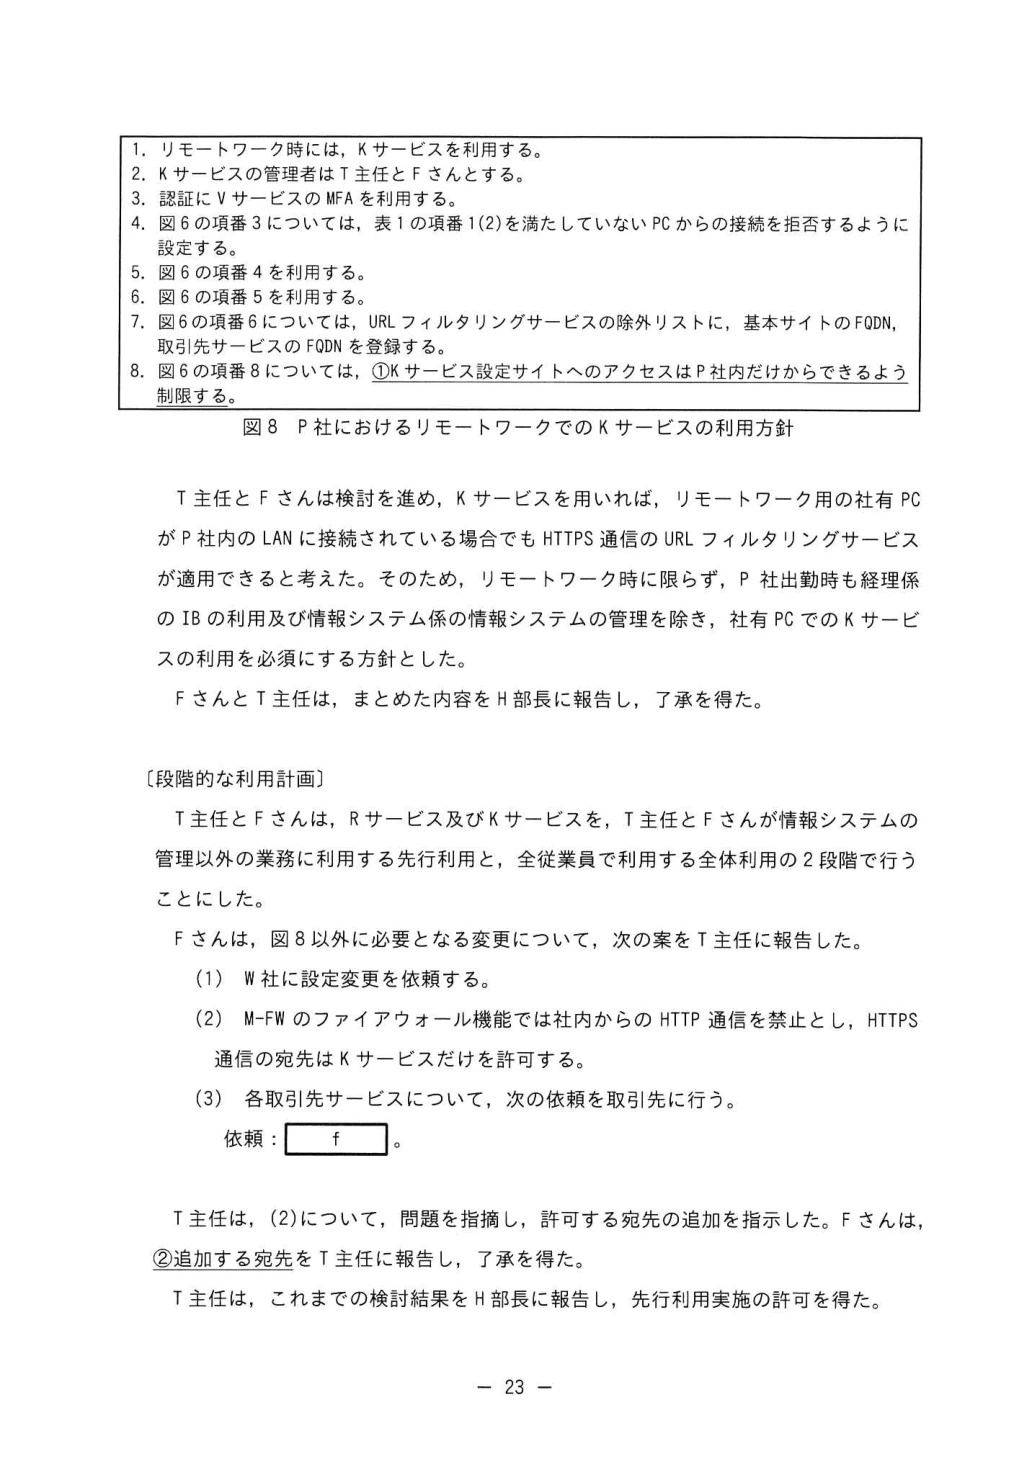 1. リモートワーク時には，Kサービスを利用する。
2. Kサービスの管理者はT主任とFさんとする。
3. 認証にVサービスのMFAを利用する。
4. 図6の項番3については，表1の項番1(2)を満たしていないPCからの接続を拒否するように
設定する。
5. 図6の項番4を利用する。
6. 図6の項番5を利用する。
7. 図6の項番6については，URLフィルタリングサービスの除外リストに，基本サイトのFQDN，
取引先サービスのFQDNを登録する。
8. 図6の項番8については，①Kサービス設定サイトへのアクセスはP社内だけからできるよう
制限する。
図8 P社におけるリモートワークでのKサービスの利用方針
T主任とFさんは検討を進め，Kサービスを用いれば，リモートワーク用の社有PC
がP社内のLANに接続されている場合でもHTTPS通信のURLフィルタリングサービス
が適用できると考えた。そのため，リモートワーク時に限らず，P社出勤時も経理係
のIBの利用及び情報システム係の情報システムの管理を除き，社有PCでのKサービ
スの利用を必須にする方針とした。
FさんとT主任は，まとめた内容をH部長に報告し，了承を得た。
〔段階的な利用計画〕
T主任とFさんは，Rサービス及びKサービスを，T主任とFさんが情報システムの
管理以外の業務に利用する先行利用と，全従業員で利用する全体利用の2段階で行う
ことにした。
Fさんは，図8以外に必要となる変更について，次の案をT主任に報告した。
(1) W社に設定変更を依頼する。
(2) M-FWのファイアウォール機能では社内からのHTTP通信を禁止とし，HTTPS
通信の宛先はKサービスだけを許可する。
(3) 各取引先サービスについて，次の依頼を取引先に行う。
依頼： f 。
T主任は，(2)について，問題を指摘し，許可する宛先の追加を指示した。Fさんは，
②追加する宛先をT主任に報告し，了承を得た。
T主任は，これまでの検討結果をH部長に報告し，先行利用実施の許可を得た。
－ 23 －